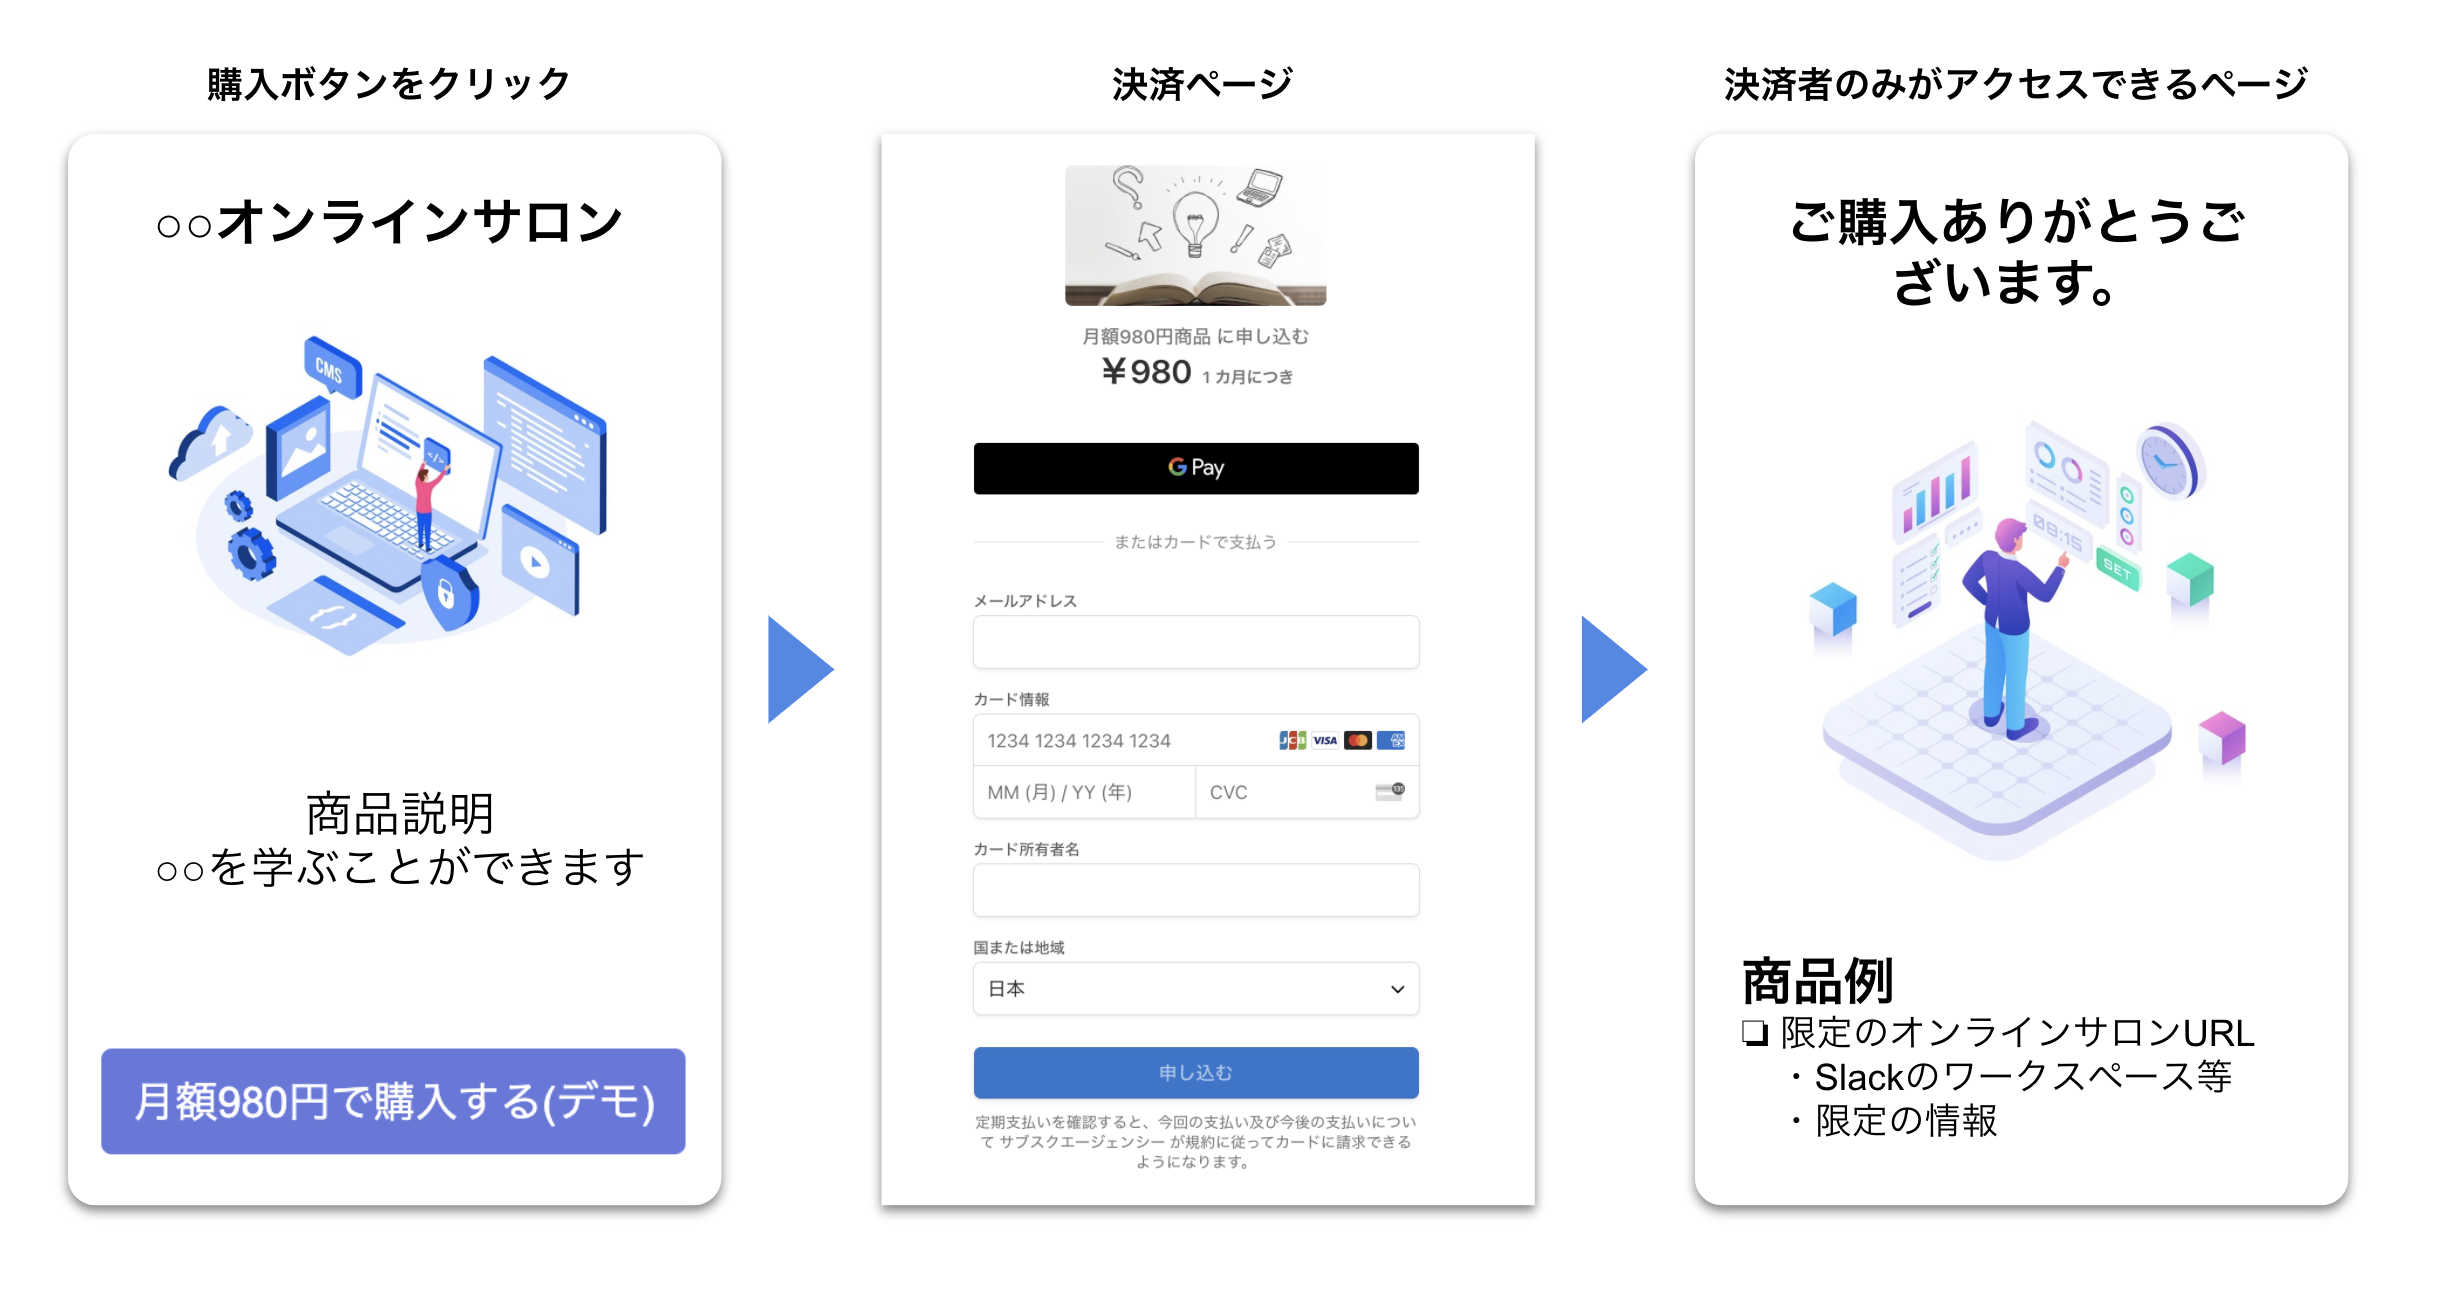 購入ボタンをクリック
○○オンラインサロン
CMS
</>
商品説明
○○を学ぶことができます
月額980円で購入する(デモ)
決済ページ
月額980円商品 に申し込む
¥980 1 カ月につき
G Pay
またはカードで支払う
メールアドレス
カード情報
1234 1234 1234 1234
JCB VISA AMEX
MM (月) / YY (年)
CVC
135
カード所有者名
国または地域
日本
申し込む
定期支払いを確認すると、今回の支払い及び今後の支払いについ
て サブスクエージェンシー が規約に従ってカードに請求できる
ようになります。
決済者のみがアクセスできるページ
ご購入ありがとうご
ざいます。
08:15
SET
商品例
❏ 限定のオンラインサロンURL
・Slackのワークスペース等
・限定の情報